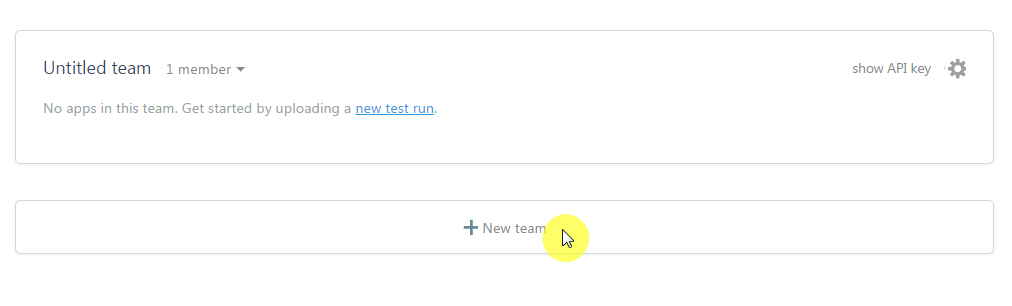 Untitled team 1 member show API key
No apps in this team. Get started by uploading a new test run.
New team